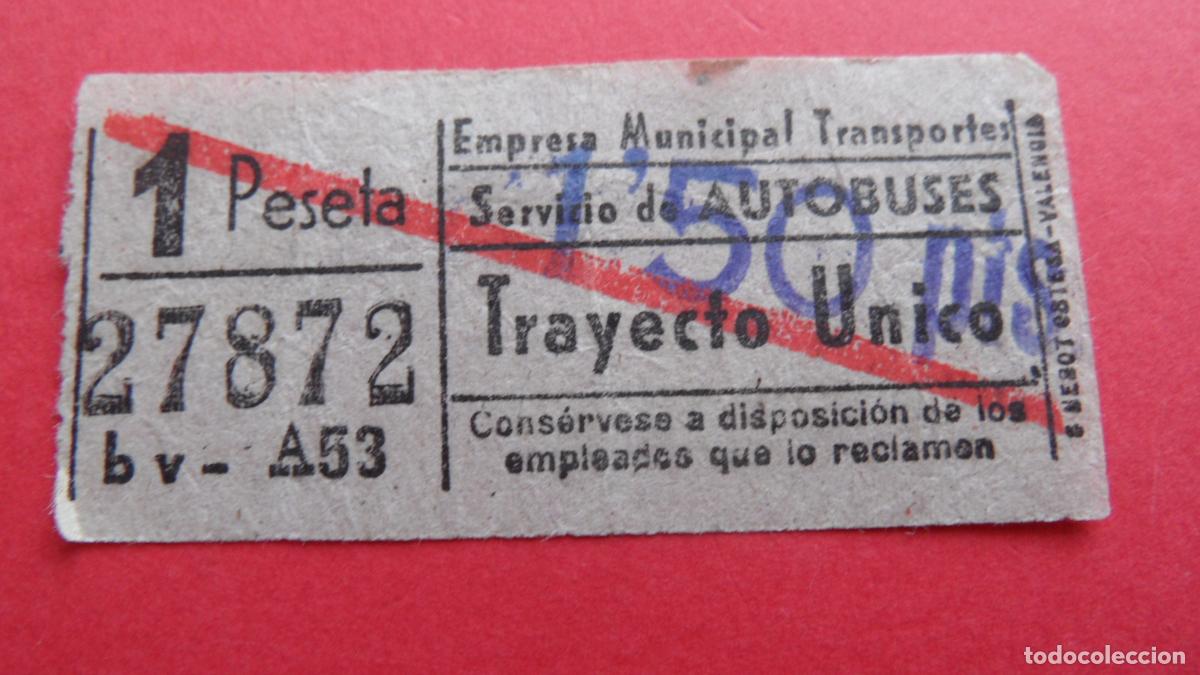 1 Peseta
27872
bv- A53
Empresa Municipal Transportes
Servicio de AUTOBUSES
1'50 pts
Trayecto Unico
Consérvese a disposición de los
empleados que lo reclamen
NEBOT VALENCIA
todocoleccion